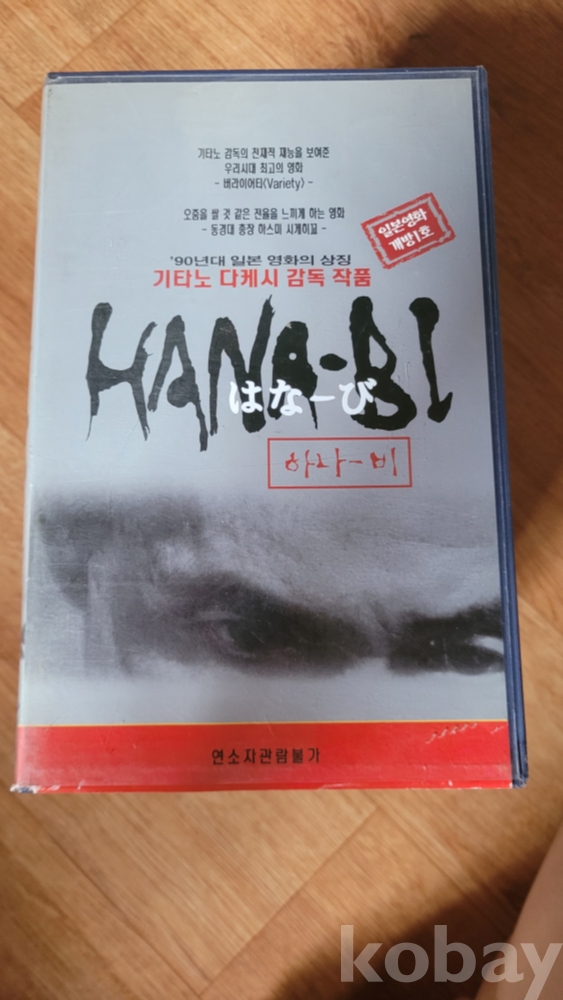 기타노 감독의 천재적 재능을 보여준
우리시대 최고의 영화
- 버라이어티(Variety) -
오줌을 쌀 것 같은 전율을 느끼게 하는 영화
- 동경대 총장 하스미 시게히꼬 -
일본영화
개방1호
'90년대 일본 영화의 상징
기타노 다케시 감독 작품
HANA-BI
はなーび
하나-비
연소자관람불가
kobay